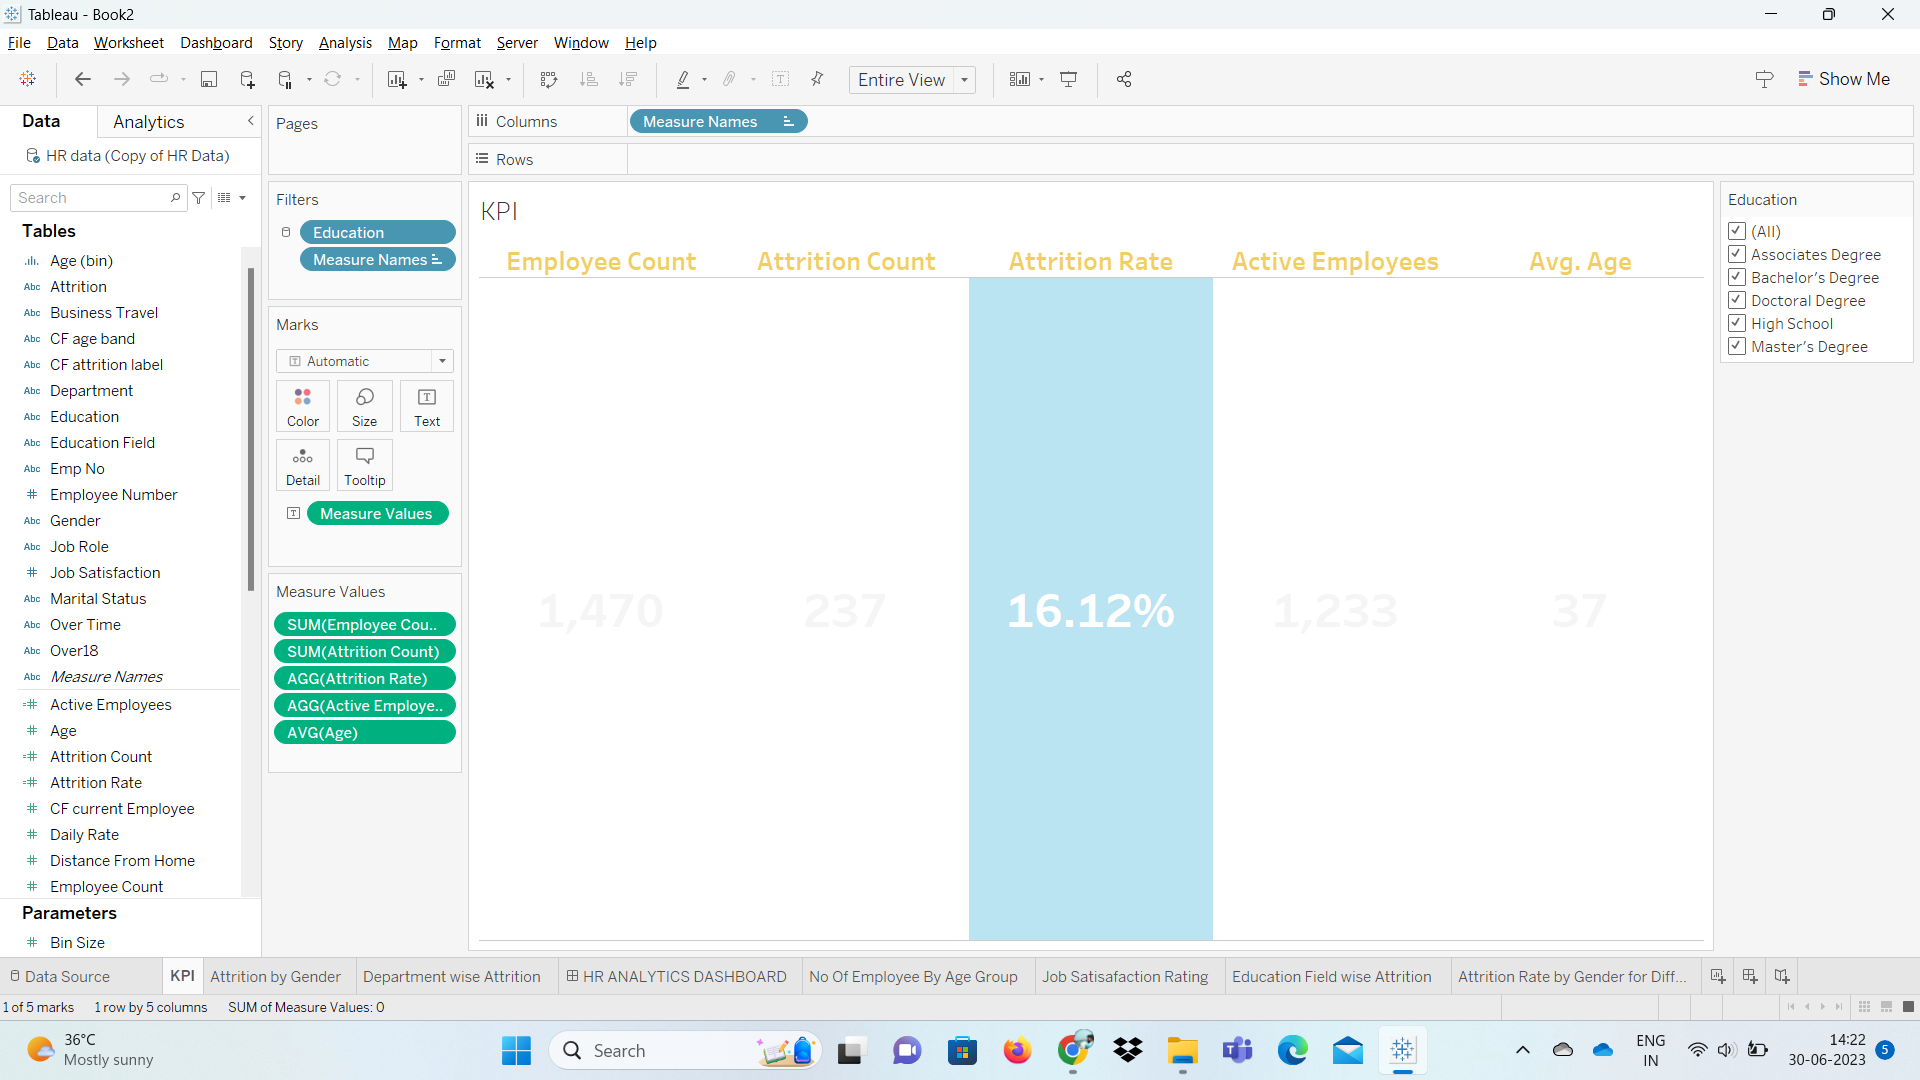 Tableau - Book2
File Data Worksheet Dashboard Story Analysis Map Format Server Window Help
Entire View
Show Me
Data Analytics
HR data (Copy of HR Data)
Search
Tables
Age (bin)
Attrition
Business Travel
CF age band
CF attrition label
Department
Education
Education Field
Emp No
Employee Number
Gender
Job Role
Job Satisfaction
Marital Status
Over Time
Over18
Measure Names
Active Employees
Age
Attrition Count
Attrition Rate
CF current Employee
Daily Rate
Distance From Home
Employee Count
Parameters
Bin Size
Pages
Filters
Education
Measure Names
Marks
Automatic
Color Size Text
Detail Tooltip
Measure Values
Measure Values
SUM(Employee Cou..
SUM(Attrition Count)
AGG(Attrition Rate)
AGG(Active Employe..
AVG(Age)
Columns Measure Names
Rows
KPI
Employee Count Attrition Count Attrition Rate Active Employees Avg. Age
1,470 237 16.12% 1,233 37
Education
(All)
Associates Degree
Bachelor's Degree
Doctoral Degree
High School
Master's Degree
Data Source KPI Attrition by Gender Department wise Attrition HR ANALYTICS DASHBOARD No Of Employee By Age Group Job Satisafaction Rating Education Field wise Attrition Attrition Rate by Gender for Diff...
1 of 5 marks 1 row by 5 columns SUM of Measure Values: 0
36°C
Mostly sunny
Search
ENG
IN
14:22
30-06-2023
5